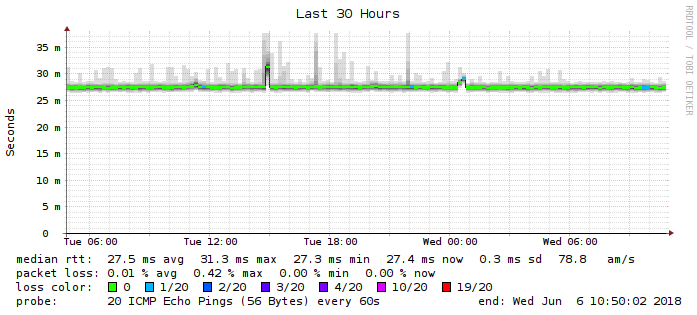 Last 30 Hours
RRDTOOL / TOBI OETIKER
Seconds
35 m
30 m
25 m
20 m
15 m
10 m
5 m
0
Tue 06:00 Tue 12:00 Tue 18:00 Wed 00:00 Wed 06:00
median rtt: 27.5 ms avg 31.3 ms max 27.3 ms min 27.4 ms now 0.3 ms sd 78.8 am/s
packet loss: 0.01 % avg 0.42 % max 0.00 % min 0.00 % now
loss color: 0 1/20 2/20 3/20 4/20 10/20 19/20
probe: 20 ICMP Echo Pings (56 Bytes) every 60s end: Wed Jun 6 10:50:02 2018